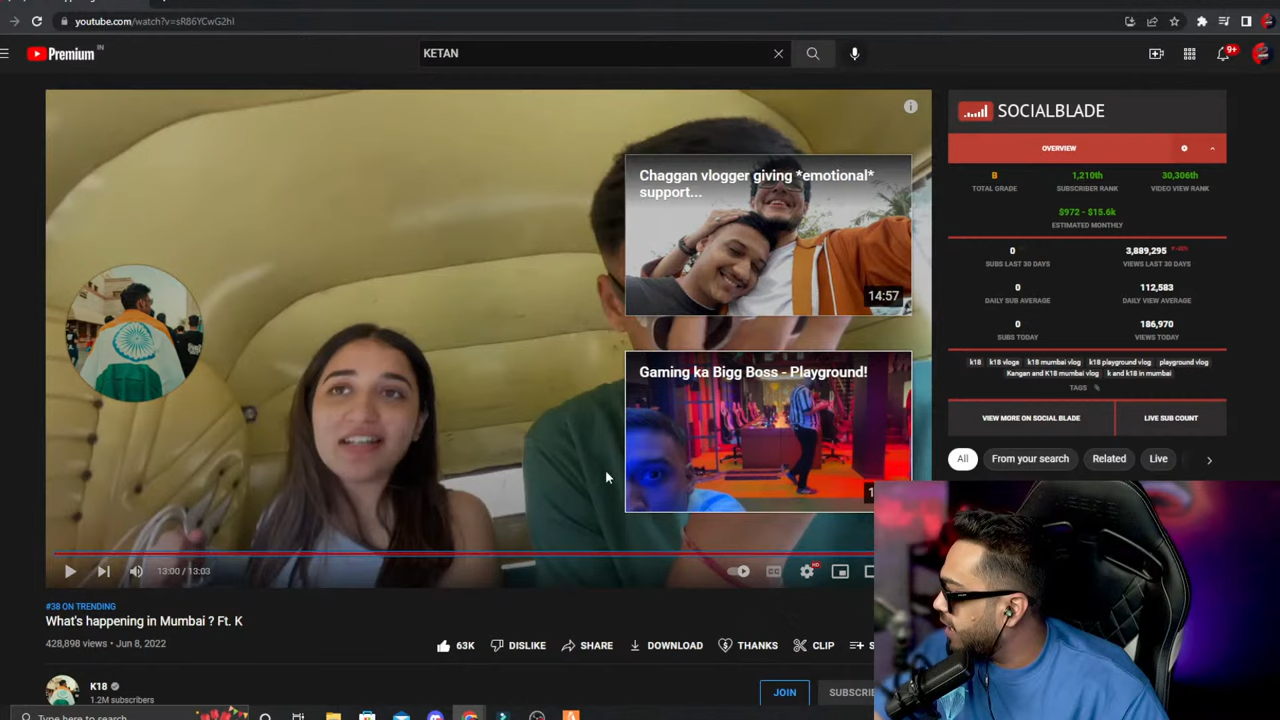 youtube.com/watch?v=sR86YCwG2hI
Premium IN
KETAN
9+
Chaggan vlogger giving *emotional*
support...
14:57
Gaming ka Bigg Boss - Playground!
13:00 / 13:03
CC
HD
SOCIALBLADE
OVERVIEW
B 1,210th 30,306th
TOTAL GRADE SUBSCRIBER RANK VIDEO VIEW RANK
$972 - $15.6k
ESTIMATED MONTHLY
0 3,889,295
SUBS LAST 30 DAYS VIEWS LAST 30 DAYS
0 112,583
DAILY SUB AVERAGE DAILY VIEW AVERAGE
0 186,970
SUBS TODAY VIEWS TODAY
k18 k18 vloga k18 mumbai vlog k18 playground vlog playground vlog
Kangan and K18 mumbai vlog k and k18 in mumbai
TAGS
VIEW MORE ON SOCIAL BLADE LIVE SUB COUNT
All From your search Related Live
#38 ON TRENDING
What's happening in Mumbai ? Ft. K
428,898 views • Jun 8, 2022
63K DISLIKE SHARE DOWNLOAD THANKS CLIP S
K18
1.2M subscribers
JOIN SUBSCRIBE
Type here to search